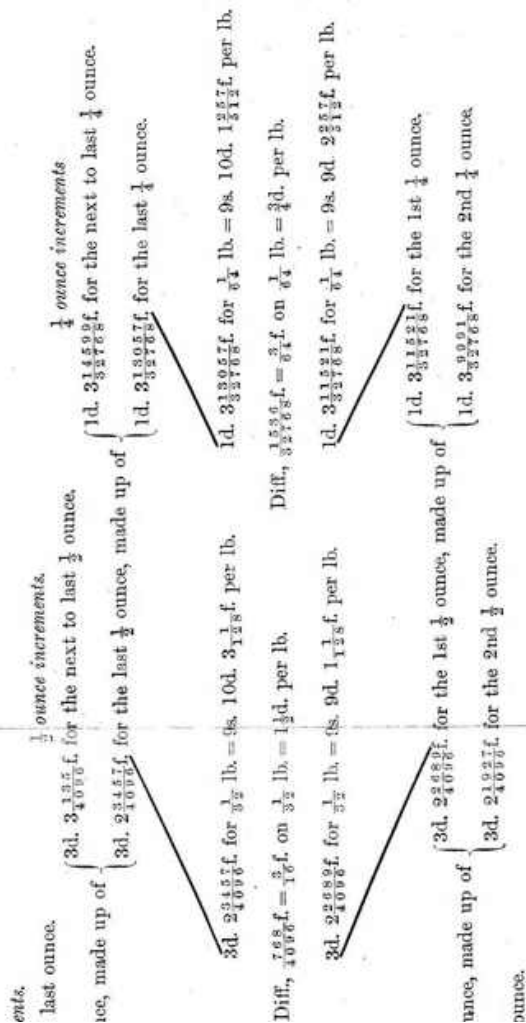 ents.
½ ounce increments.
last ounce.
¼ ounce increments
3d. 3 135/4096 f. for the next to last ½ ounce.
1d. 3 14599/32768 f. for the next to last ¼ ounce.
nce, made up of
3d. 2 3457/4096 f. for the last ½ ounce, made up of
1d. 3 13057/32768 f. for the last ¼ ounce.
3d. 2 3457/4096 f. for 1/32 lb. = 9s. 10d. 3 1/128 f. per lb.
1d. 3 13057/32768 f. for 1/64 lb. = 9s. 10d. 1 257/512 f. per lb.
Diff., 768/4096 f. = 3/16 f. on 1/32 lb. = 1½d. per lb.
Diff., 1536/32768 f. = 3/64 f. on 1/64 lb. = ¾d. per lb.
3d. 2 2689/4096 f. for 1/32 lb. = 9s. 9d. 1 1/128 f. per lb.
1d. 3 11521/32768 f. for 1/64 lb. = 9s. 9d. 2 257/512 f. per lb.
unce, made up of
3d. 2 2689/4096 f. for the 1st ½ ounce, made up of
1d. 3 11521/32768 f. for the 1st ¼ ounce.
3d. 2 1927/4096 f. for the 2nd ½ ounce.
1d. 3 9991/32768 f. for the 2nd ¼ ounce.
ounce.